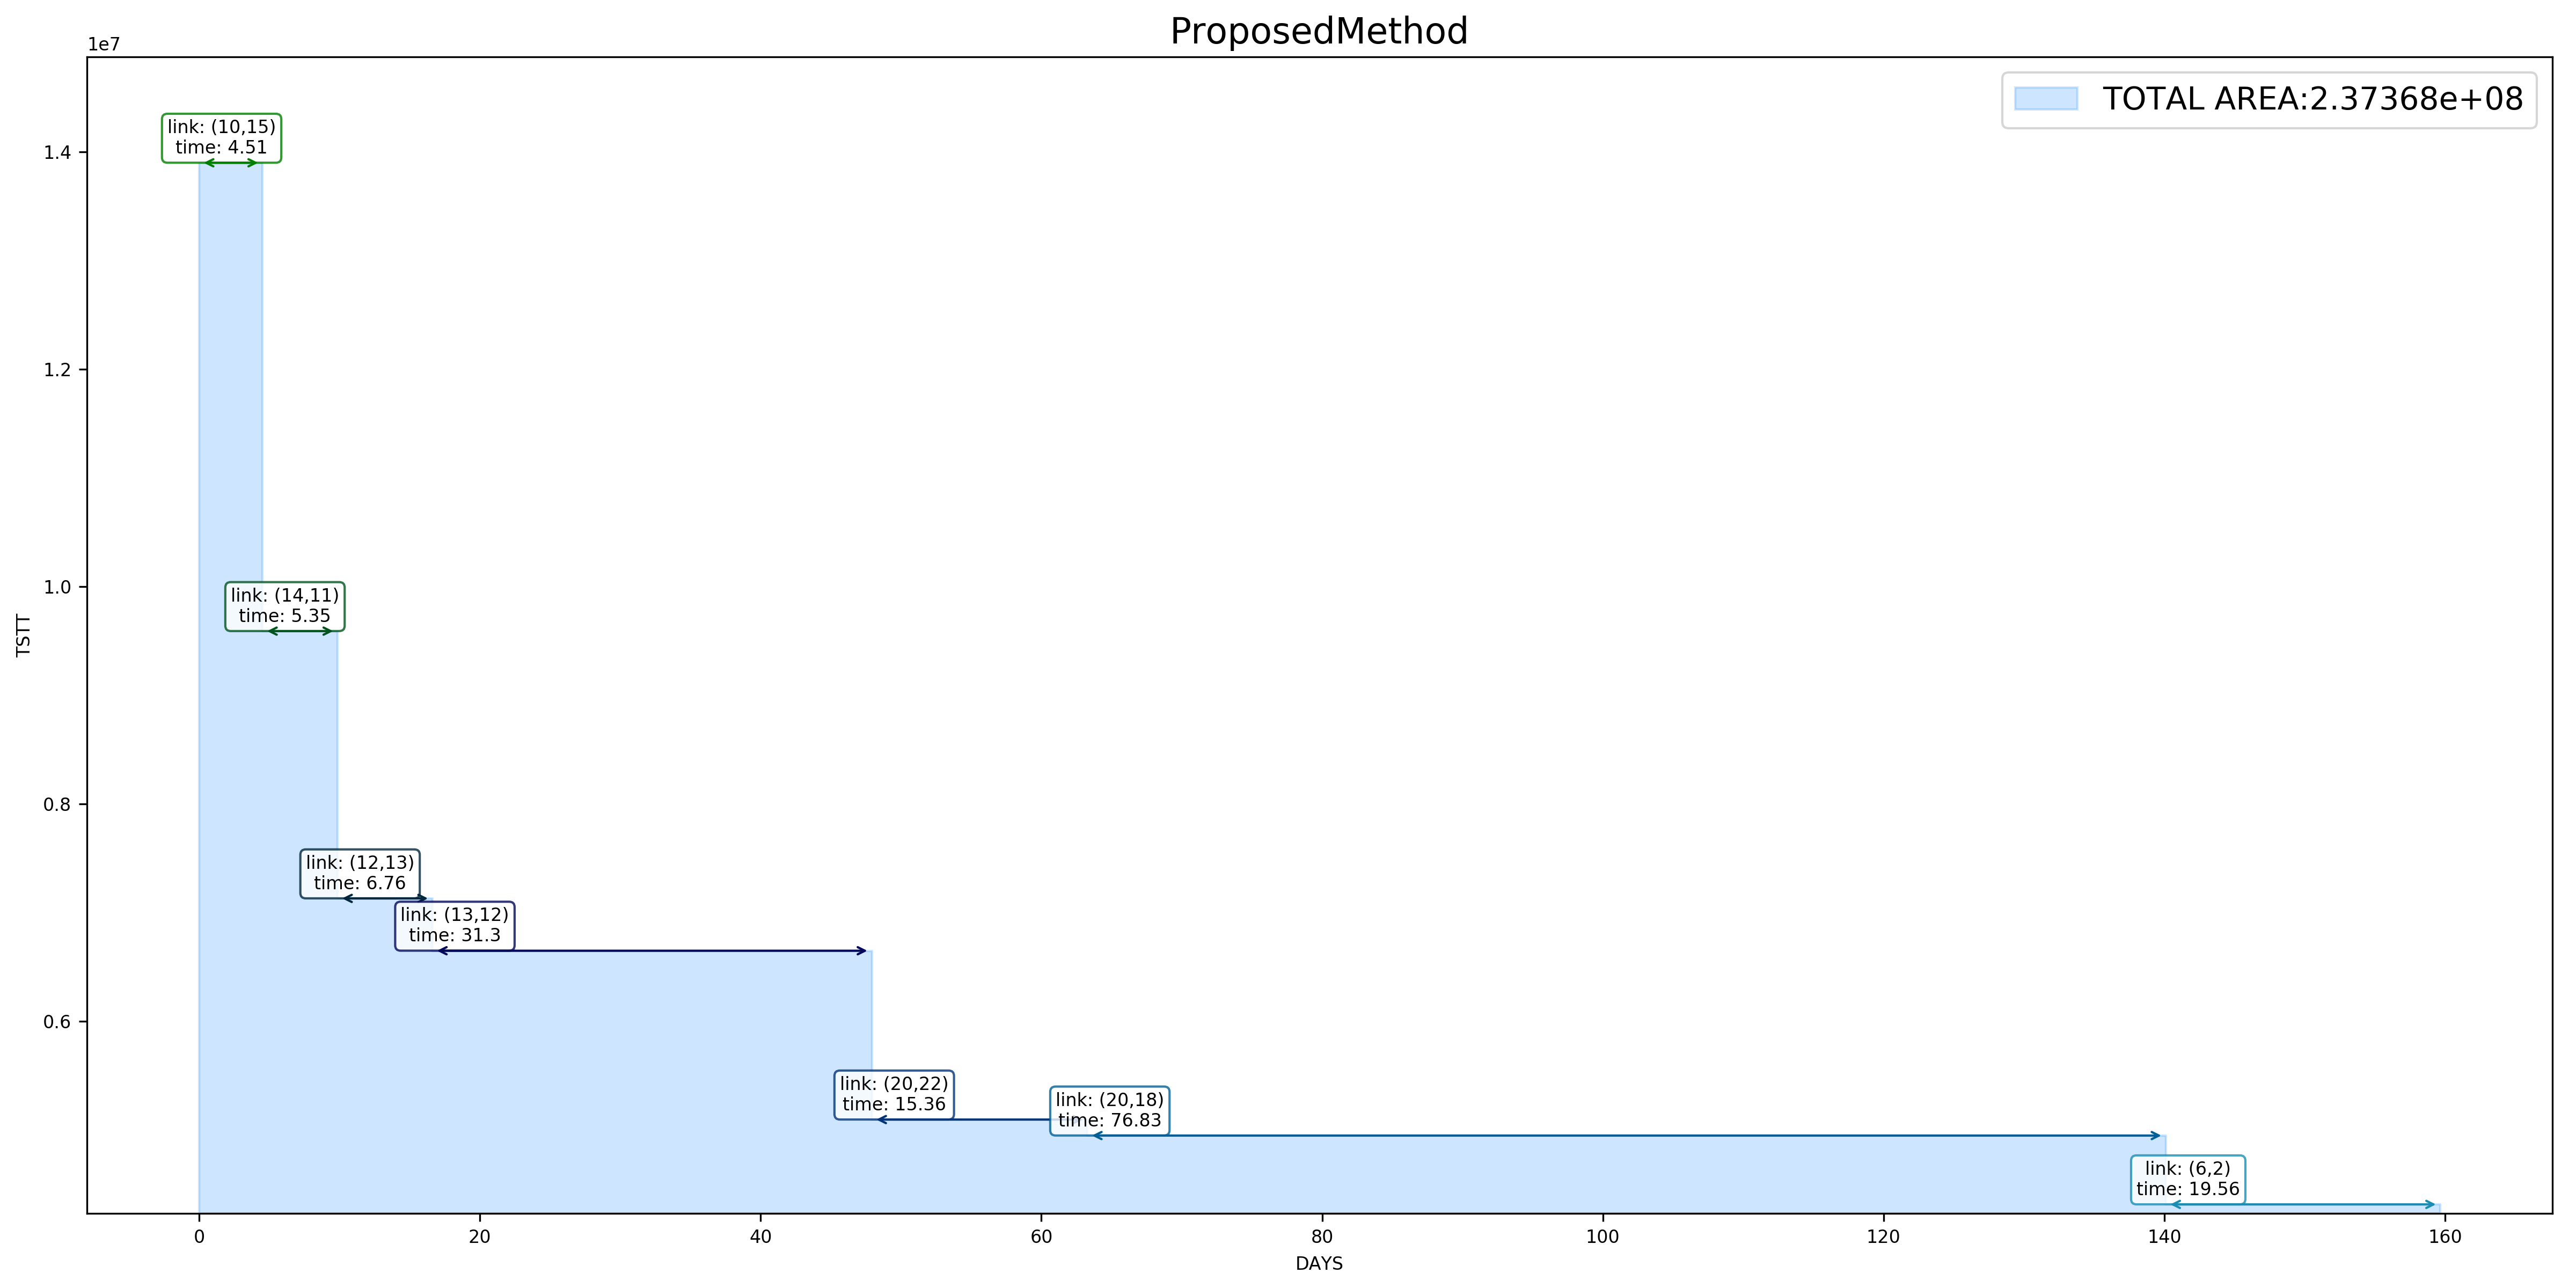 ProposedMethod
1e7
TOTAL AREA:2.37368e+08
link: (10,15)
time: 4.51
1.4
1.2
1.0
link: (14,11)
time: 5.35
TSTT
0.8
link: (12,13)
time: 6.76
link: (13,12)
time: 31.3
0.6
link: (20,22)
time: 15.36
link: (20,18)
time: 76.83
link: (6,2)
time: 19.56
0 20 40 60 80 100 120 140 160
DAYS